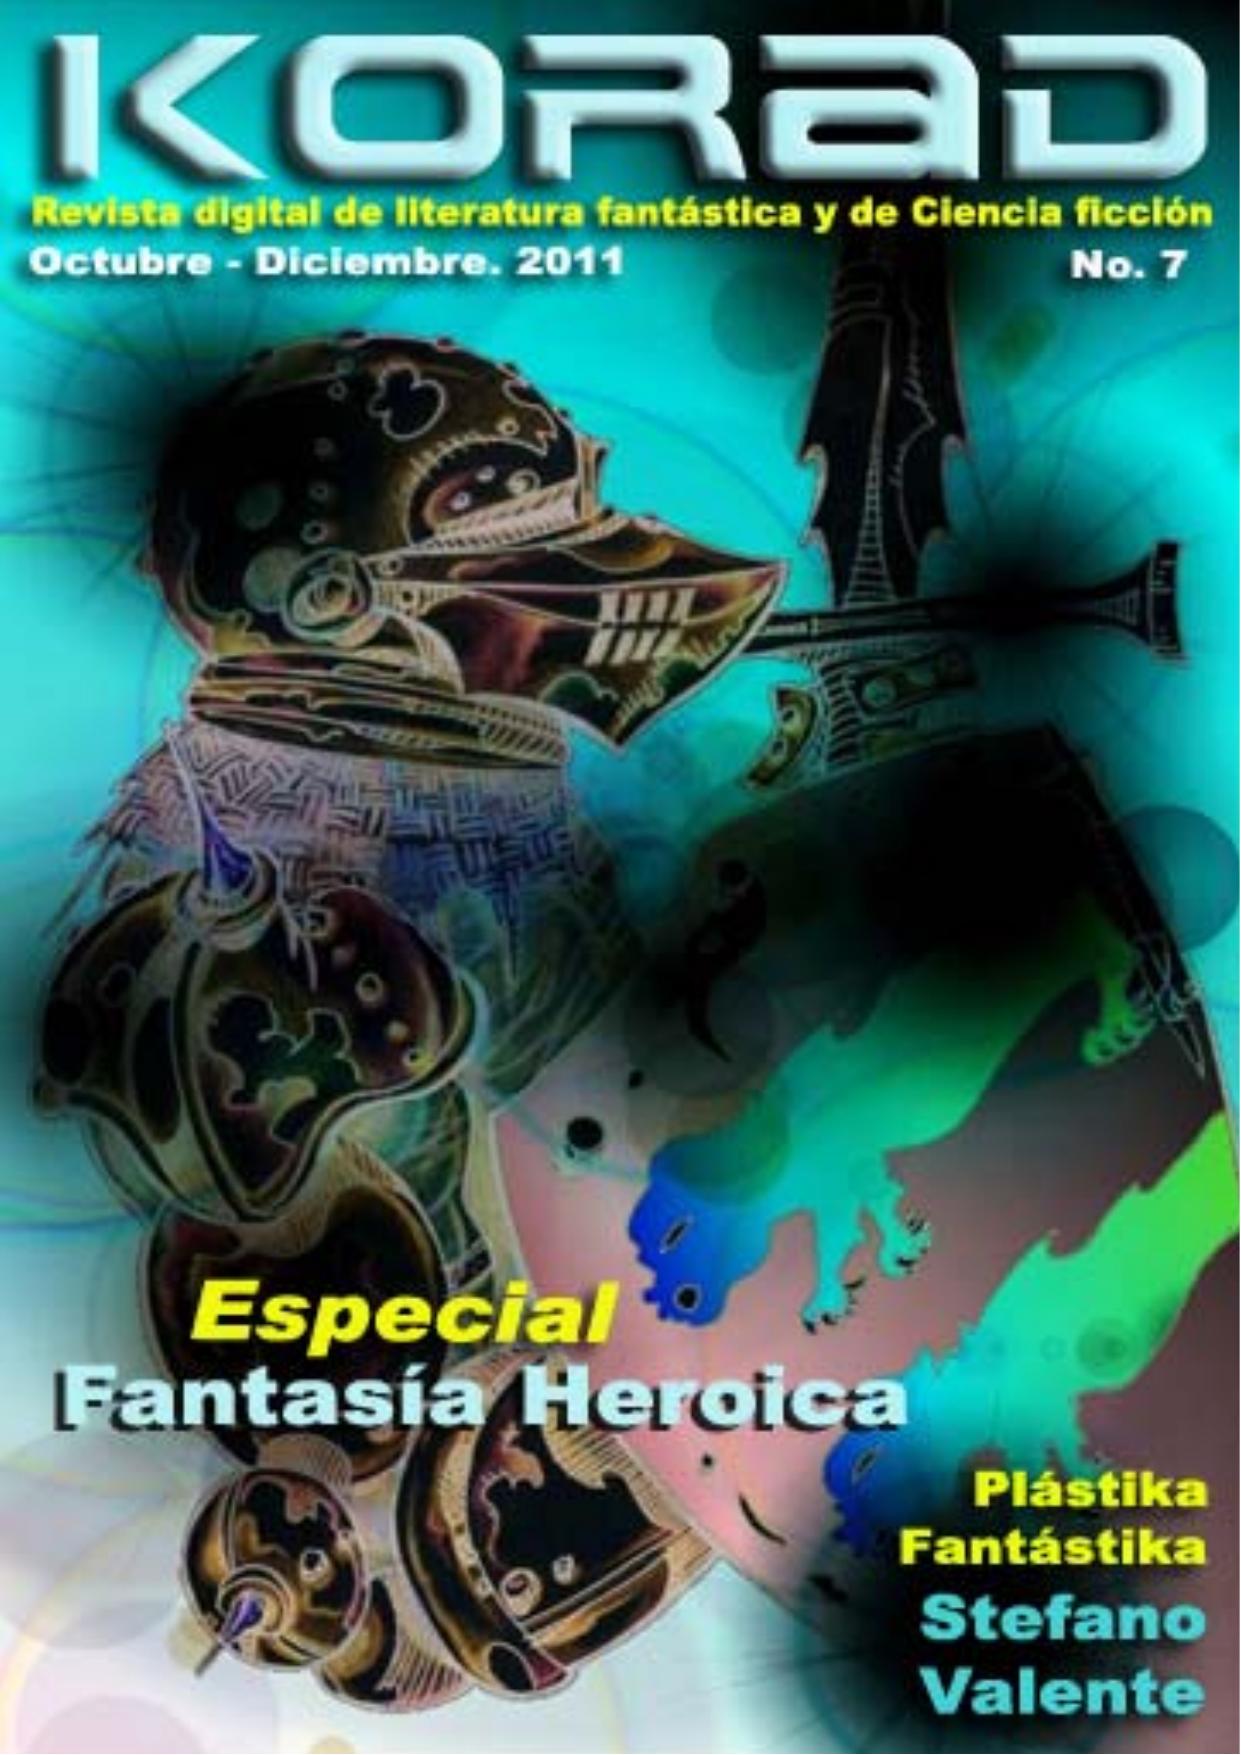 KORaD
Revista digital de literatura fantástica y de Ciencia ficción
Octubre - Diciembre. 2011
No. 7
Especial
Fantasía Heroica
Plástika
Fantástika
Stefano
Valente